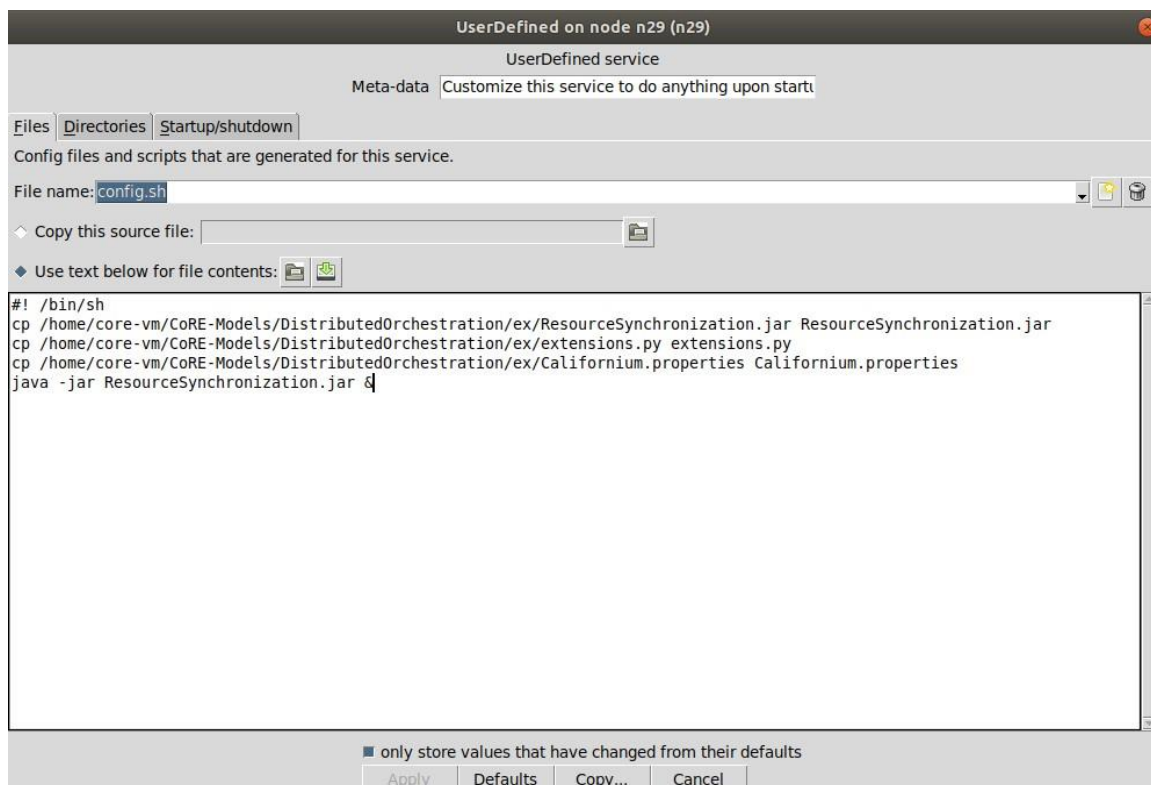 UserDefined on node n29 (n29)
UserDefined service
Meta-data Customize this service to do anything upon startu
Files Directories Startup/shutdown
Config files and scripts that are generated for this service.
File name: config.sh
Copy this source file:
Use text below for file contents:
#! /bin/sh
cp /home/core-vm/CoRE-Models/DistributedOrchestration/ex/ResourceSynchronization.jar ResourceSynchronization.jar
cp /home/core-vm/CoRE-Models/DistributedOrchestration/ex/extensions.py extensions.py
cp /home/core-vm/CoRE-Models/DistributedOrchestration/ex/Californium.properties Californium.properties
java -jar ResourceSynchronization.jar &
only store values that have changed from their defaults
Apply Defaults Copy... Cancel